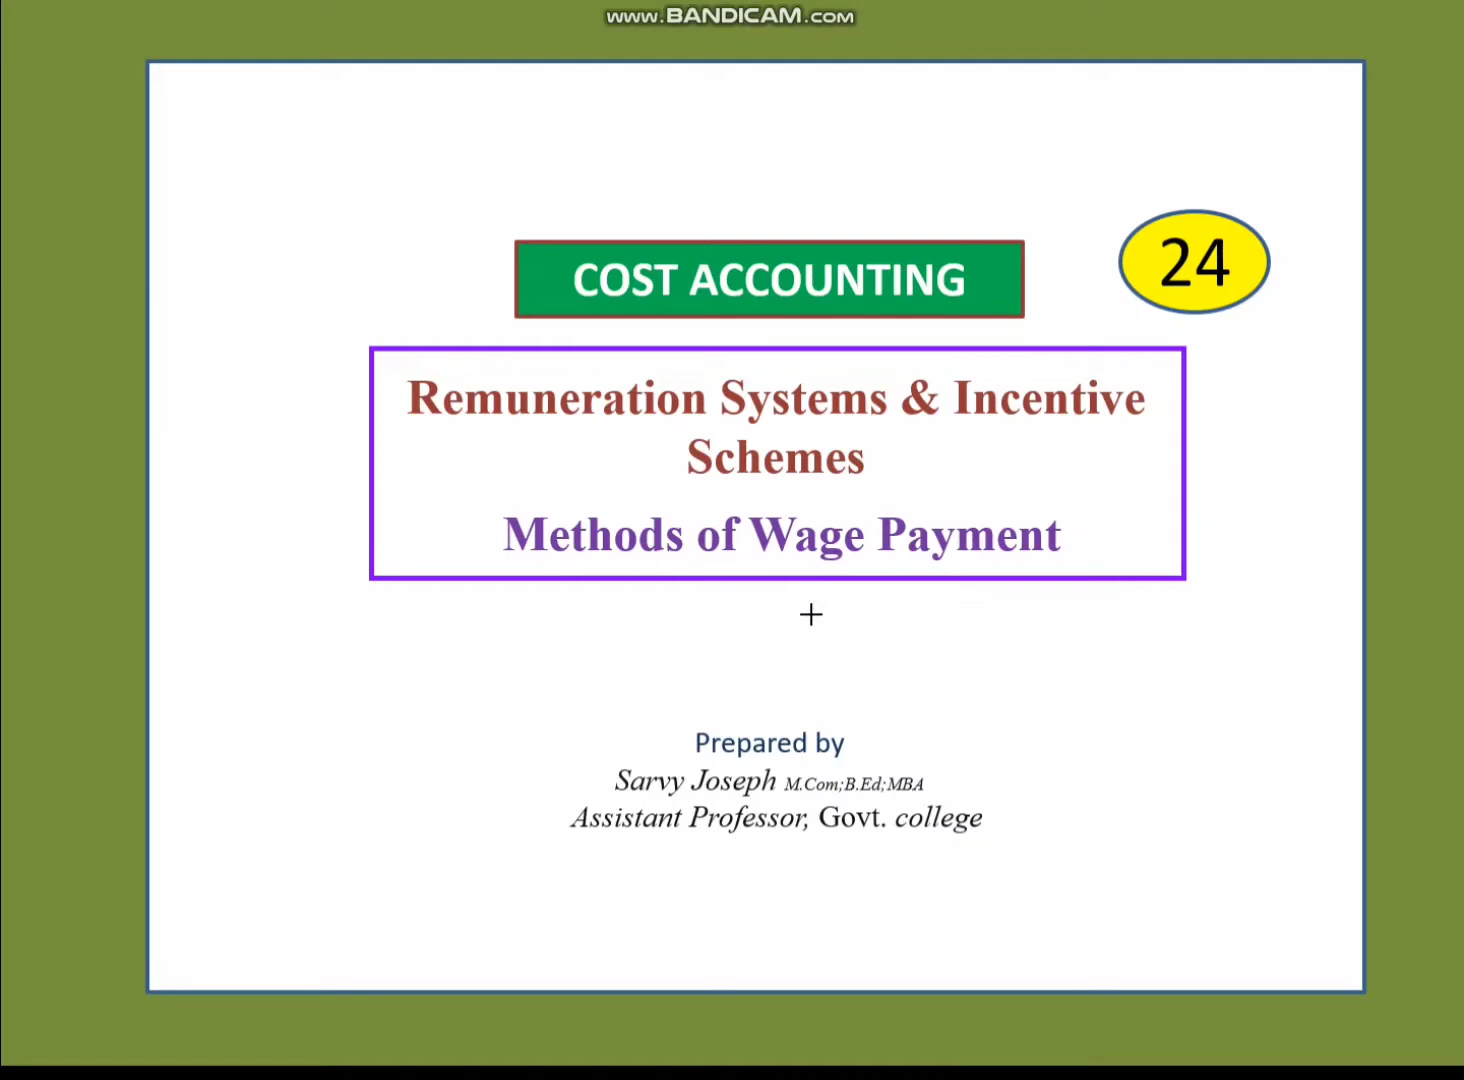 www.BANDICAM.COM
COST ACCOUNTING
24
Remuneration Systems & Incentive
Schemes
Methods of Wage Payment
Prepared by
Sarvy Joseph M.Com;B.Ed;MBA
Assistant Professor, Govt. college